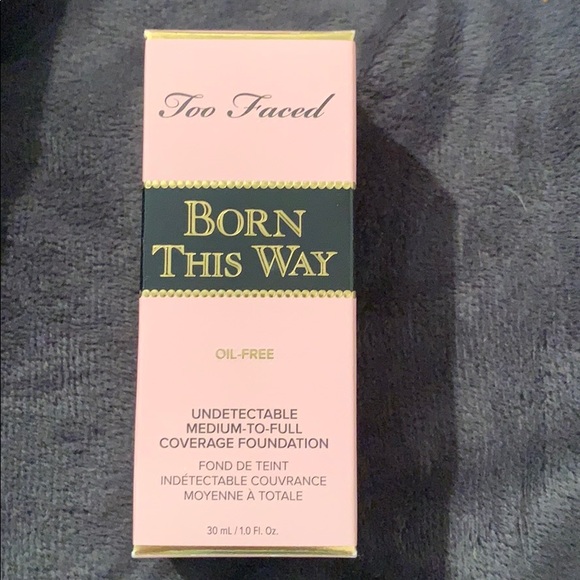 Too Faced
BORN
THIS WAY
OIL-FREE
UNDETECTABLE
MEDIUM-TO-FULL
COVERAGE FOUNDATION
FOND DE TEINT
INDÉTECTABLE COUVRANCE
MOYENNE À TOTALE
30 mL / 1.0 Fl. Oz.